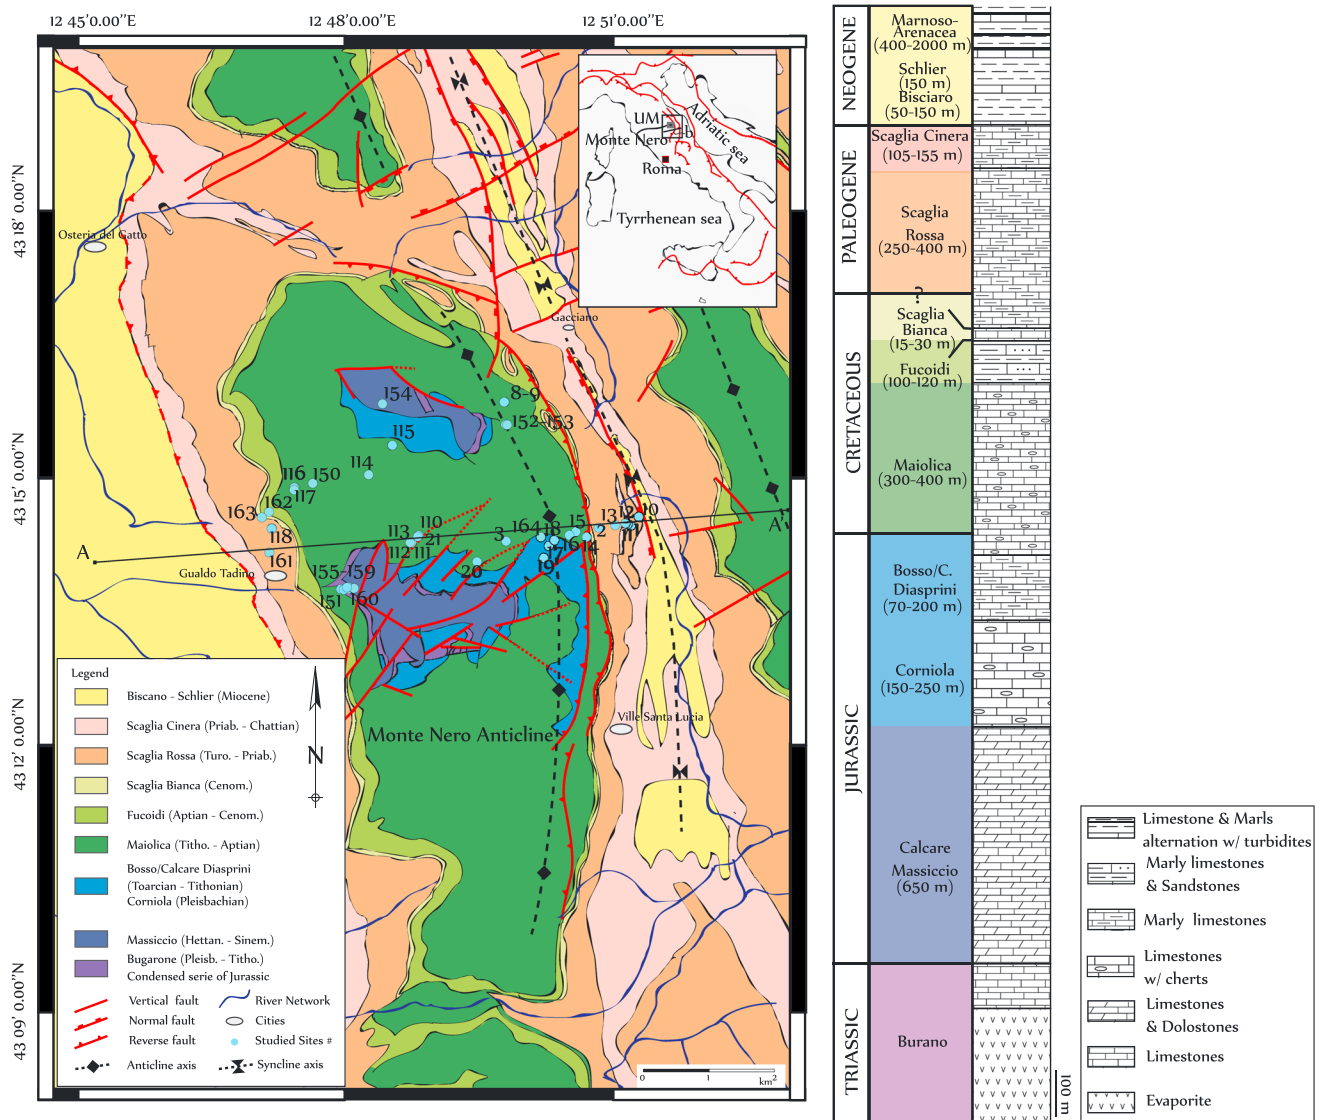 12 45'0.00''E
12 48'0.00''E
12 51'0.00''E
43 18' 0.00''N
43 15' 0.00''N
43 12' 0.00''N
43 09' 0.00''N
UM
b
Adriatic sea
Monte Nero
Roma
Tyrrhenean sea
Osteria del Gatto
Gacciano
154
8-9
152-153
115
114
116
150
117
162
163
118
161
A
A'
Gualdo Tadino
113
110
21
112
111
3
164
18
15
13
12
10
2
11
16
14
17
19
20
155-159
151
160
Ville Santa Lucia
Monte Nero Anticline
Legend
Biscano - Schlier (Miocene)
Scaglia Cinera (Priab. - Chattian)
Scaglia Rossa (Turo. - Priab.)
Scaglia Bianca (Cenom.)
Fucoidi (Aptian - Cenom.)
Maiolica (Titho. - Aptian)
Bosso/Calcare Diasprini
(Toarcian - Tithonian)
Corniola (Pleisbachian)
Massiccio (Hettan. - Sinem.)
Bugarone (Pleisb. - Titho.)
Condensed serie of Jurassic
Vertical fault
Normal fault
Reverse fault
Anticline axis
River Network
Cities
Studied Sites #
Syncline axis
N
0 1 2
km
NEOGENE
Marnoso-
Arenacea
(400-2000 m)
Schlier
(150 m)
Bisciaro
(50-150 m)
PALEOGENE
Scaglia Cinera
(105-155 m)
Scaglia
Rossa
(250-400 m)
?
CRETACEOUS
Scaglia
Bianca
(15-30 m)
Fucoidi
(100-120 m)
Maiolica
(300-400 m)
JURASSIC
Bosso/C.
Diasprini
(70-200 m)
Corniola
(150-250 m)
Calcare
Massiccio
(650 m)
TRIASSIC
Burano
100 m
Limestone & Marls
alternation w/ turbidites
Marly limestones
& Sandstones
Marly limestones
Limestones
w/ cherts
Limestones
& Dolostones
Limestones
Evaporite